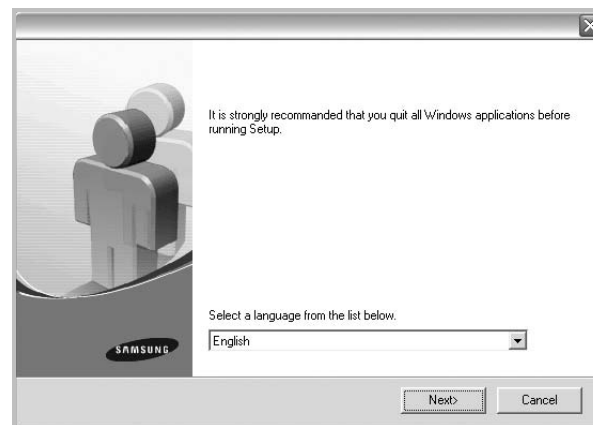 It is strongly recommanded that you quit all Windows applications before
running Setup.
Select a language from the list below.
English
SAMSUNG
Next>
Cancel